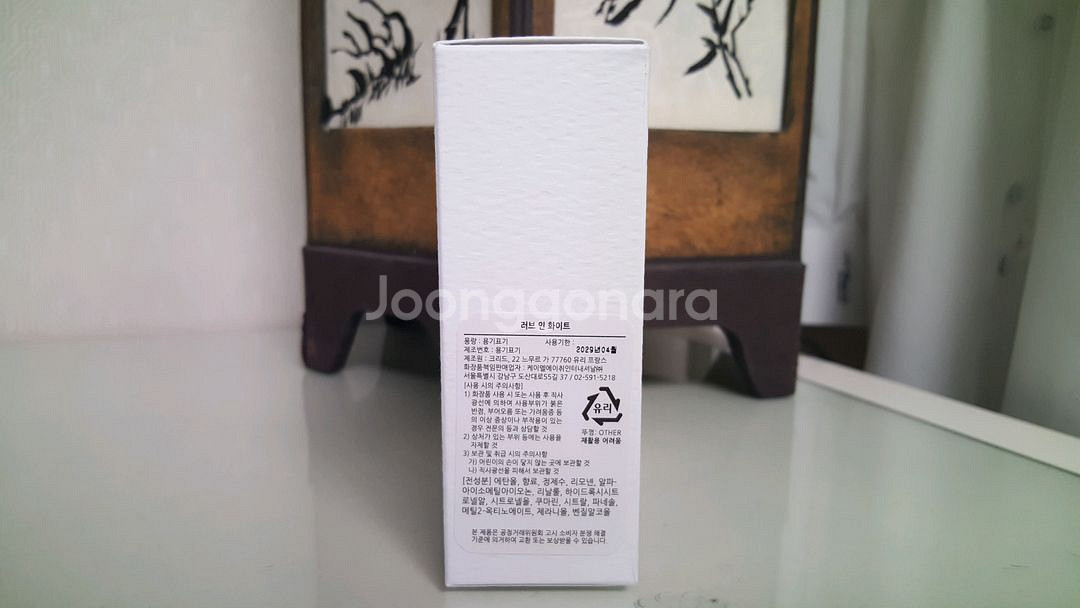 Joonggonara
러브 인 화이트
용량 : 용기표기 사용기한 :
제조번호 : 용기표기 2029년04월
제조원 : 크리드, 22 느무르 가 77760 유리 프랑스
화장품책임판매업자 : 케이엘에이취인터내셔날㈜
서울특별시 강남구 도산대로55길 37 / 02-591-5218
[사용 시의 주의사항]
1) 화장품 사용 시 또는 사용 후 직사
광선에 의하여 사용부위가 붉은
반점, 부어오름 또는 가려움증 등
의 이상 증상이나 부작용이 있는
경우 전문의 등과 상담할 것
2) 상처가 있는 부위 등에는 사용을
자제할 것
3) 보관 및 취급 시의 주의사항
가) 어린이의 손이 닿지 않는 곳에 보관할 것
나) 직사광선을 피해서 보관할 것
유리
뚜껑: OTHER
재활용 어려움
[전성분] 에탄올, 향료, 정제수, 리모넨, 알파-
아이소메틸아이오논, 리날룰, 하이드록시시트
로넬알, 시트로넬올, 쿠마린, 시트랄, 파네솔,
메틸2-옥티노에이트, 제라니올, 벤질알코올
본 제품은 공정거래위원회 고시 소비자 분쟁 해결
기준에 의거하여 교환 또는 보상받을 수 있습니다.